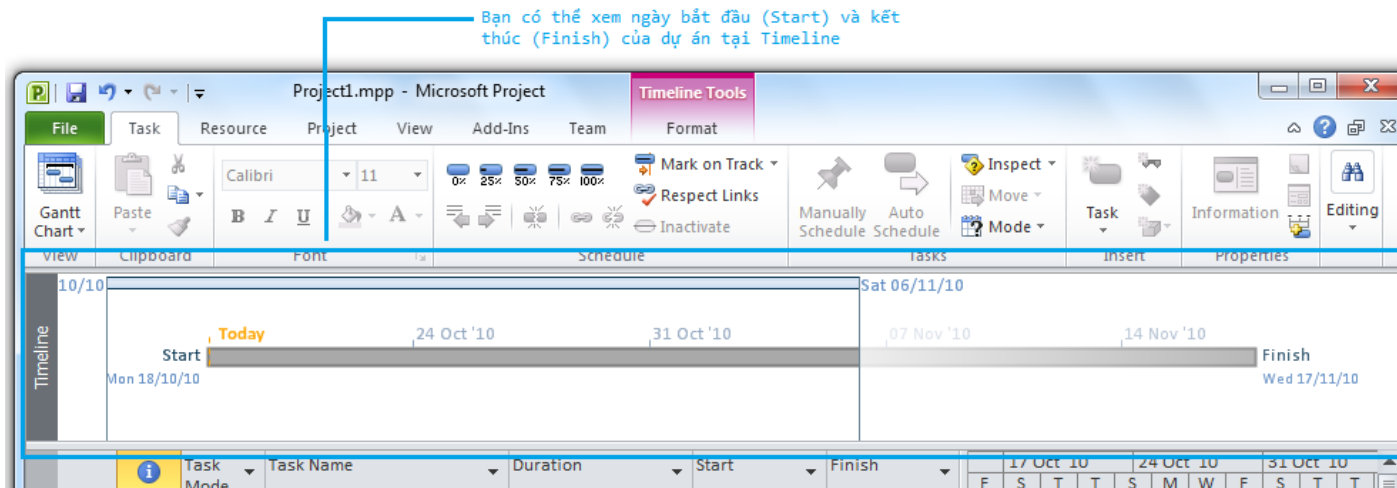 Bạn có thể xem ngày bắt đầu (Start) và kết
thúc (Finish) của dự án tại Timeline
Project1.mpp - Microsoft Project
Timeline Tools
File Task Resource Project View Add-Ins Team Format
Gantt Chart
Paste
Calibri 11
B I U A
0% 25% 50% 75% 100%
Mark on Track
Respect Links
Inactivate
Manually Schedule
Auto Schedule
Inspect
Move
Mode
Task
Information
Editing
View Clipboard Font Schedule Tasks Insert Properties
10/10 Sat 06/11/10
Today 24 Oct '10 31 Oct '10 07 Nov '10 14 Nov '10
Timeline
Start Finish
Mon 18/10/10 Wed 17/11/10
Task Mode Task Name Duration Start Finish
17 Oct '10 24 Oct '10 31 Oct '10
F S T T S M W F S T T